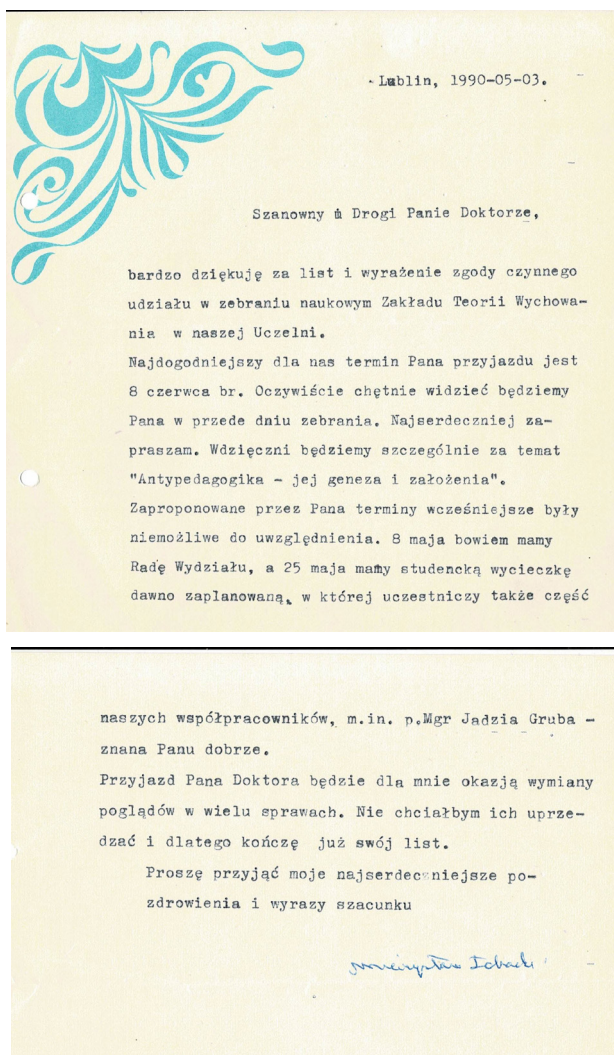 Lublin, 1990-05-03.
Szanowny i Drogi Panie Doktorze,
bardzo dziękuję za list i wyrażenie zgody czynnego
udziału w zebraniu naukowym Zakładu Teorii Wychowa-
nia w naszej Uczelni.
Najdogodniejszy dla nas termin Pana przyjazdu jest
8 czerwca br. Oczywiście chętnie widzieć będziemy
Pana w przede dniu zebrania. Najserdeczniej za-
praszam. Wdzięczni będziemy szczególnie za temat
"Antypedagogika - jej geneza i założenia".
Zaproponowane przez Pana terminy wcześniejsze były
niemożliwe do uwzględnienia. 8 maja bowiem mamy
Radę Wydziału, a 25 maja mamy studencką wycieczkę
dawno zaplanowaną, w której uczestniczy także część
naszych współpracowników, m.in. p.Mgr Jadzia Gruba -
znana Panu dobrze.
Przyjazd Pana Doktora będzie dla mnie okazją wymiany
poglądów w wielu sprawach. Nie chciałbym ich uprze-
dzać i dlatego kończę już swój list.
Proszę przyjąć moje najserdeczniejsze po-
zdrowienia i wyrazy szacunku